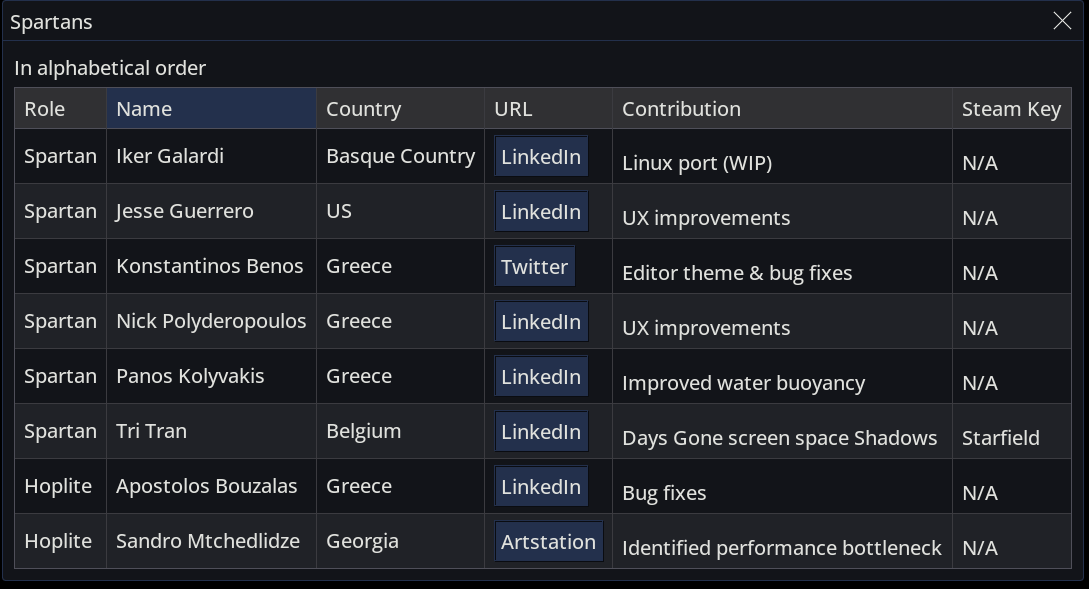 Spartans
In alphabetical order
Role Name Country URL Contribution Steam Key
Spartan Iker Galardi Basque Country LinkedIn Linux port (WIP) N/A
Spartan Jesse Guerrero US LinkedIn UX improvements N/A
Spartan Konstantinos Benos Greece Twitter Editor theme & bug fixes N/A
Spartan Nick Polyderopoulos Greece LinkedIn UX improvements N/A
Spartan Panos Kolyvakis Greece LinkedIn Improved water buoyancy N/A
Spartan Tri Tran Belgium LinkedIn Days Gone screen space Shadows Starfield
Hoplite Apostolos Bouzalas Greece LinkedIn Bug fixes N/A
Hoplite Sandro Mtchedlidze Georgia Artstation Identified performance bottleneck N/A